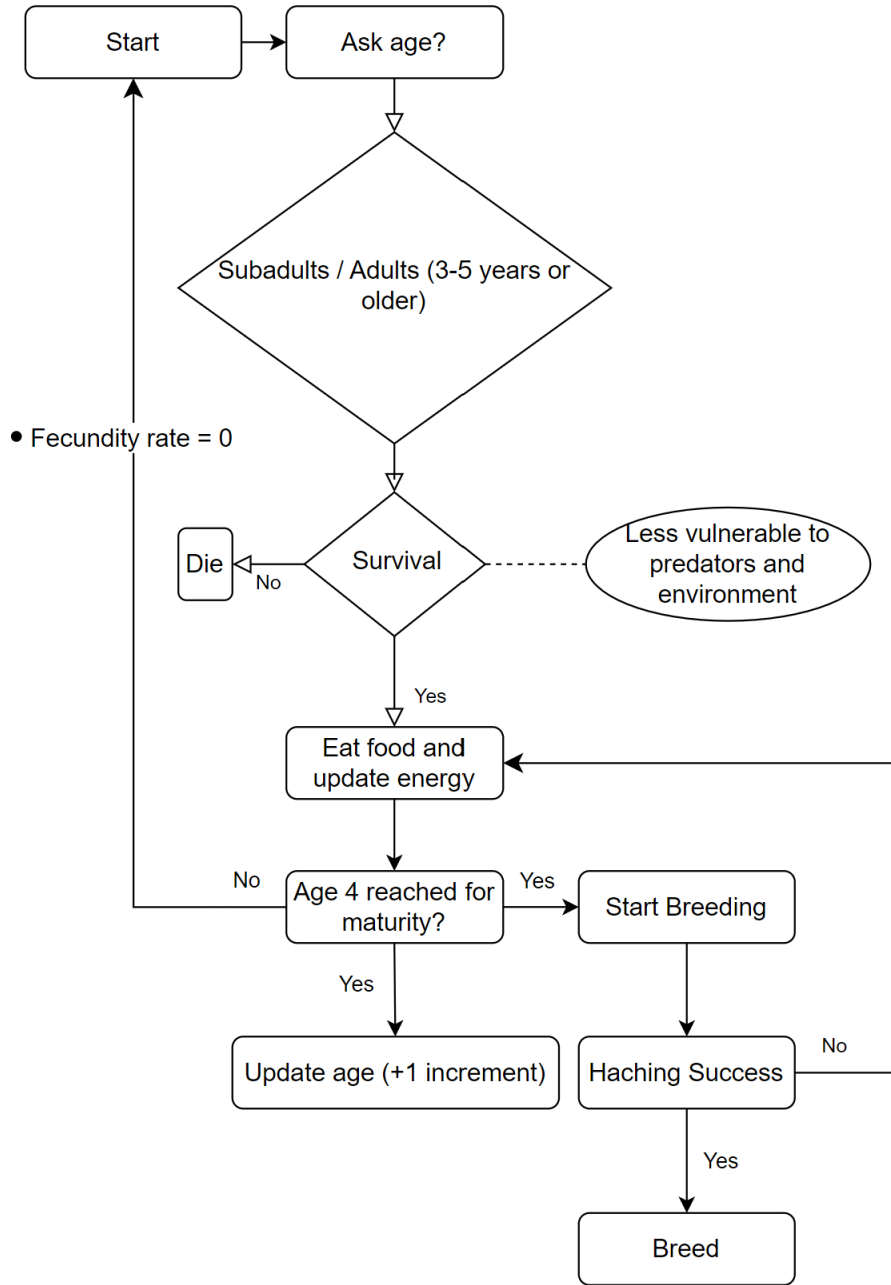 Start
Ask age?
Subadults / Adults (3-5 years or
older)
• Fecundity rate = 0
Die
No
Survival
Less vulnerable to
predators and
environment
Yes
Eat food and
update energy
No
Age 4 reached for
maturity?
Yes
Start Breeding
Yes
Update age (+1 increment)
Haching Success
No
Yes
Breed